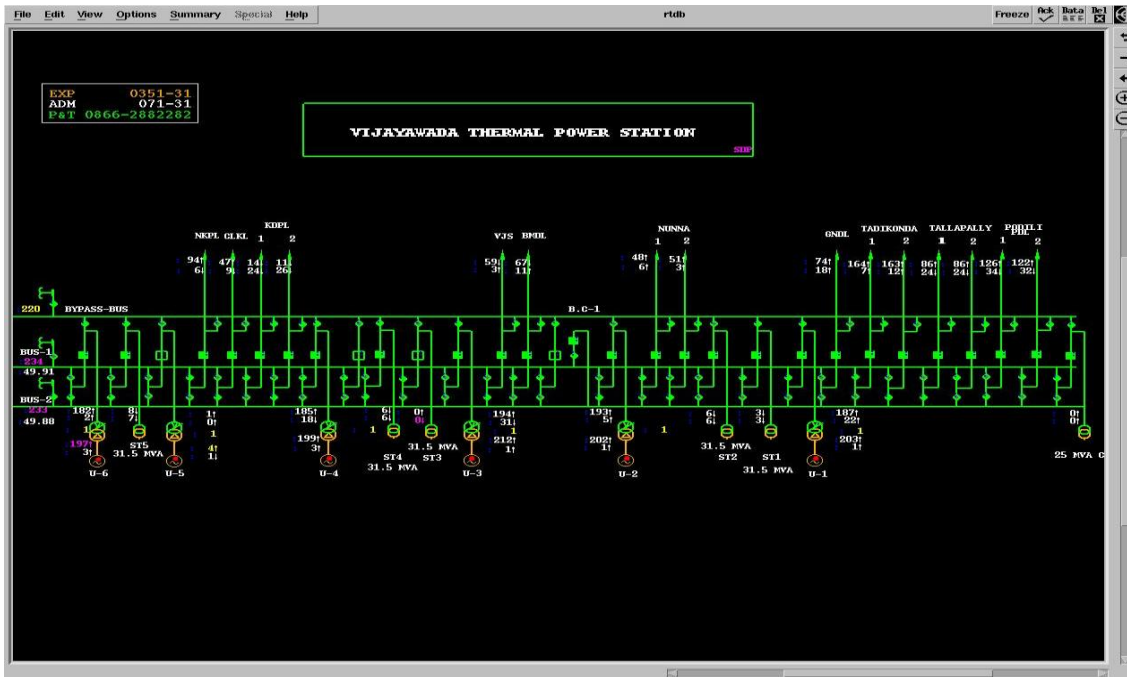 File Edit View Options Summary Special Help rtdb Freeze Ack Data Del
EXP 0351-31
ADM 071-31
P&T 0866-2882282
VIJAYAWADA THERMAL POWER STATION
SDP
NKPL CLKL KDPL VJS BMDL NUNNA GNDL TADIKONDA TALLAPALLY
1 2 1 2 1 2 1 2 1 2
94↑ 47↑ 14↓ 11↓ 59↓ 67↓ 48↑ 51↑ 74↑ 164↑ 163↑ 86↑ 86↑ 126↑ 122↑
6↓ 9↓ 24↓ 26↓ 3↑ 11↑ 6↑ 3↑ 18↑ 7↑ 12↑ 24↓ 24↓ 34↓ 32↓
220 BYPASS-BUS B.C-1
BUS-1
234
49.91
BUS-2
233
49.88
182↑ 8↓ 1↑ 185↑ 6↓ 0↑ 194↑ 193↑ 6↓ 3↓ 187↑ 0↑
2↑ 7↓ 0↑ 18↓ 6↓ 0↓ 31↓ 5↑ 6↓ 3↓ 22↑ 0↑
1 1 1 1 1 1
197↑ 4↑ 199↑ 212↑ 202↑ 203↑
3↑ 1↓ 3↑ 1↑ 1↑ 1↑
ST5 ST4 ST3 ST2 ST1
31.5 MVA 31.5 MVA 31.5 MVA 31.5 MVA 31.5 MVA 25 MVA C
U-6 U-5 U-4 U-3 U-2 U-1